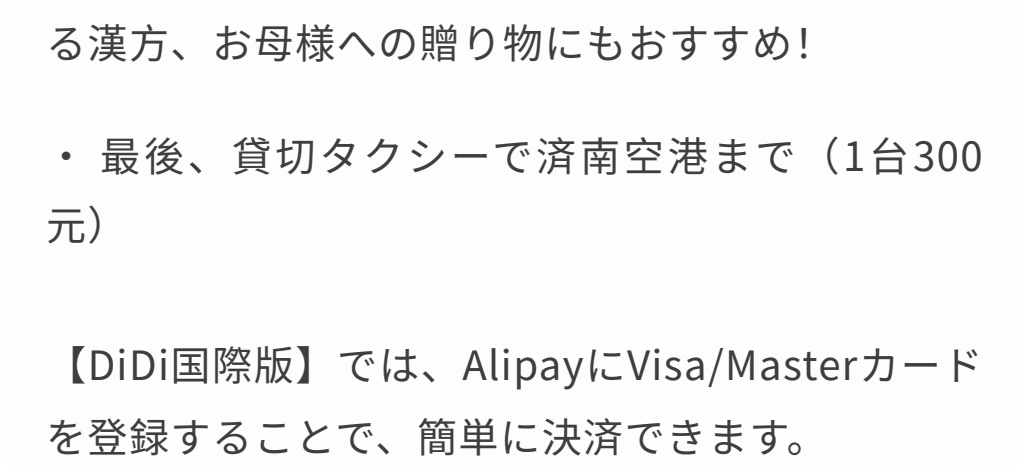 る漢方、お母様への贈り物にもおすすめ！
・ 最後、貸切タクシーで済南空港まで（1台300
元）
【DiDi国際版】では、AlipayにVisa/Masterカード
を登録することで、簡単に決済できます。